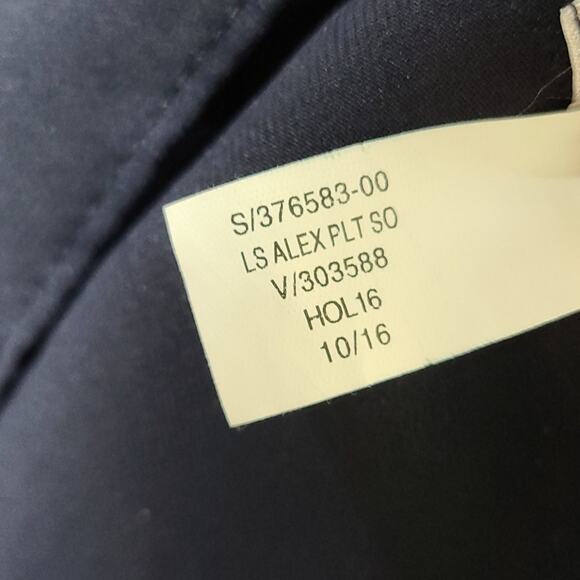 S/376583-00
LS ALEX PLT SO
V/303588
HOL16
10/16